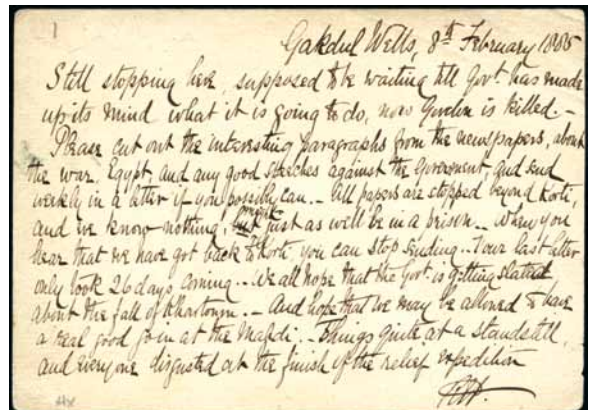 1
Gakdul Wells, 8th February 1885
Still stopping here, supposed to be waiting till Govt. has made
up its mind what it is going to do, now Gordon is killed. –
Please cut out the interesting paragraphs from the newspapers, about
the war, Egypt, and any good speeches against the Government, and send
weekly in a letter if you possibly can.. All papers are stopped beyond Korti,
and we know nothing, might just as well be in a prison.. When you
hear that we have got back to Korti, you can stop sending.. Your last letter
only took 26 days coming.. We all hope that the Govt. is getting slated
about the fall of Khartoum. – And hope that we may be allowed to have
a real good go in at the Mahdi. – Things quite at a standstill,
and everyone disgusted at the finish of the relief expedition